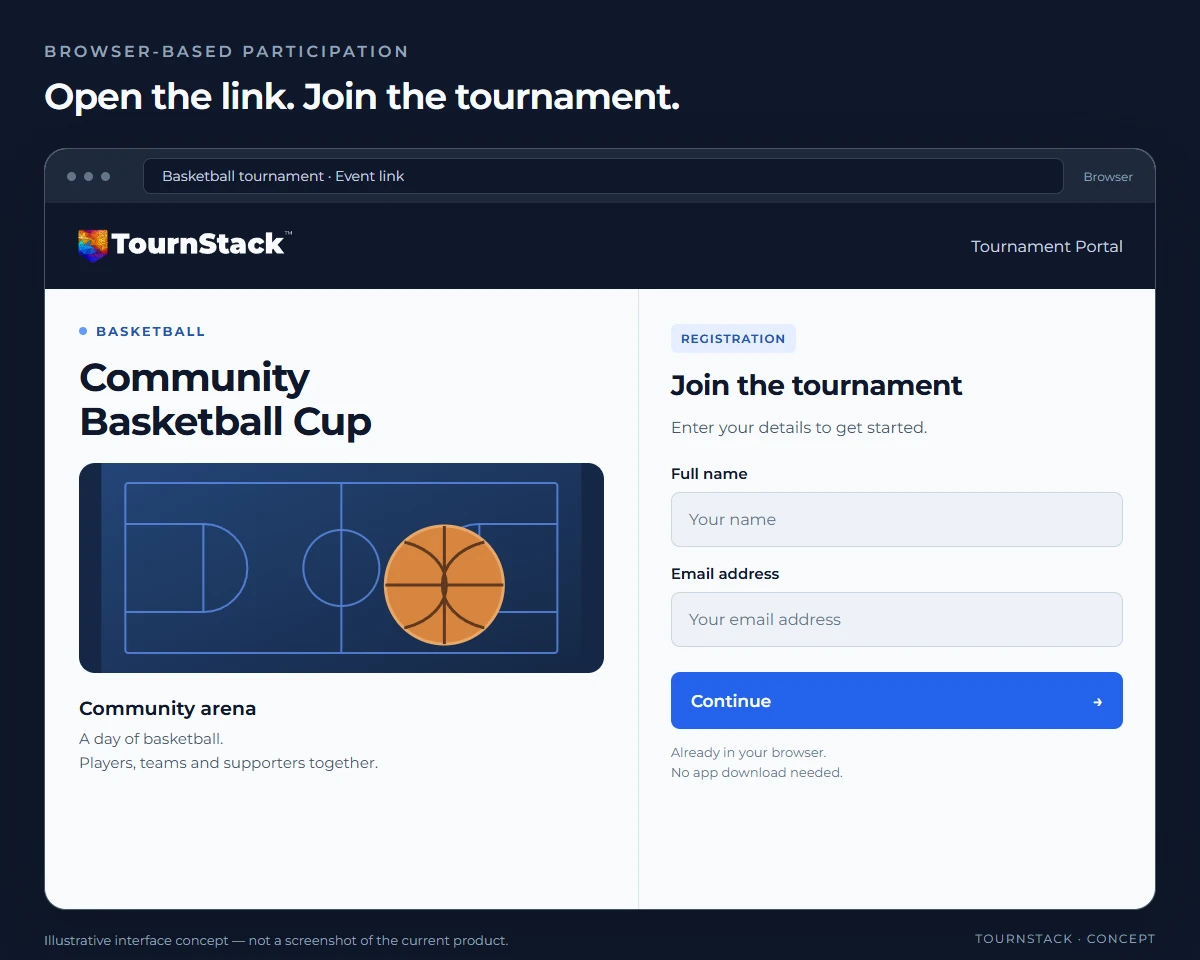 BROWSER-BASED PARTICIPATION
Open the link. Join the tournament.
Basketball tournament · Event link
Browser
TournStack™
Tournament Portal
BASKETBALL
Community
Basketball Cup
Community arena
A day of basketball.
Players, teams and supporters together.
REGISTRATION
Join the tournament
Enter your details to get started.
Full name
Your name
Email address
Your email address
Continue →
Already in your browser.
No app download needed.
Illustrative interface concept — not a screenshot of the current product.
TOURNSTACK · CONCEPT